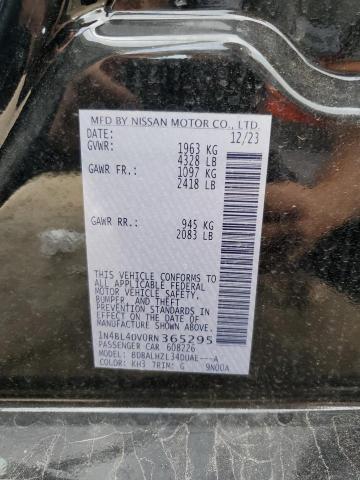 MFD BY NISSAN MOTOR CO., LTD.
DATE: 12/23
GVWR: 1963 KG
4328 LB
GAWR FR.: 1097 KG
2418 LB
GAWR RR.: 945 KG
2083 LB
THIS VEHICLE CONFORMS TO
ALL APPLICABLE FEDERAL
MOTOR VEHICLE SAFETY,
BUMPER, AND THEFT
PREVENTION STANDARDS
IN EFFECT ON THE DATE OF
MANUFACTURE SHOWN ABOVE.
1N4BL4DV0RN365295
PASSENGER CAR 608226
MODEL: BDBALHZL34DUAE---A
COLOR: KH3 TRIM: G 9N00A